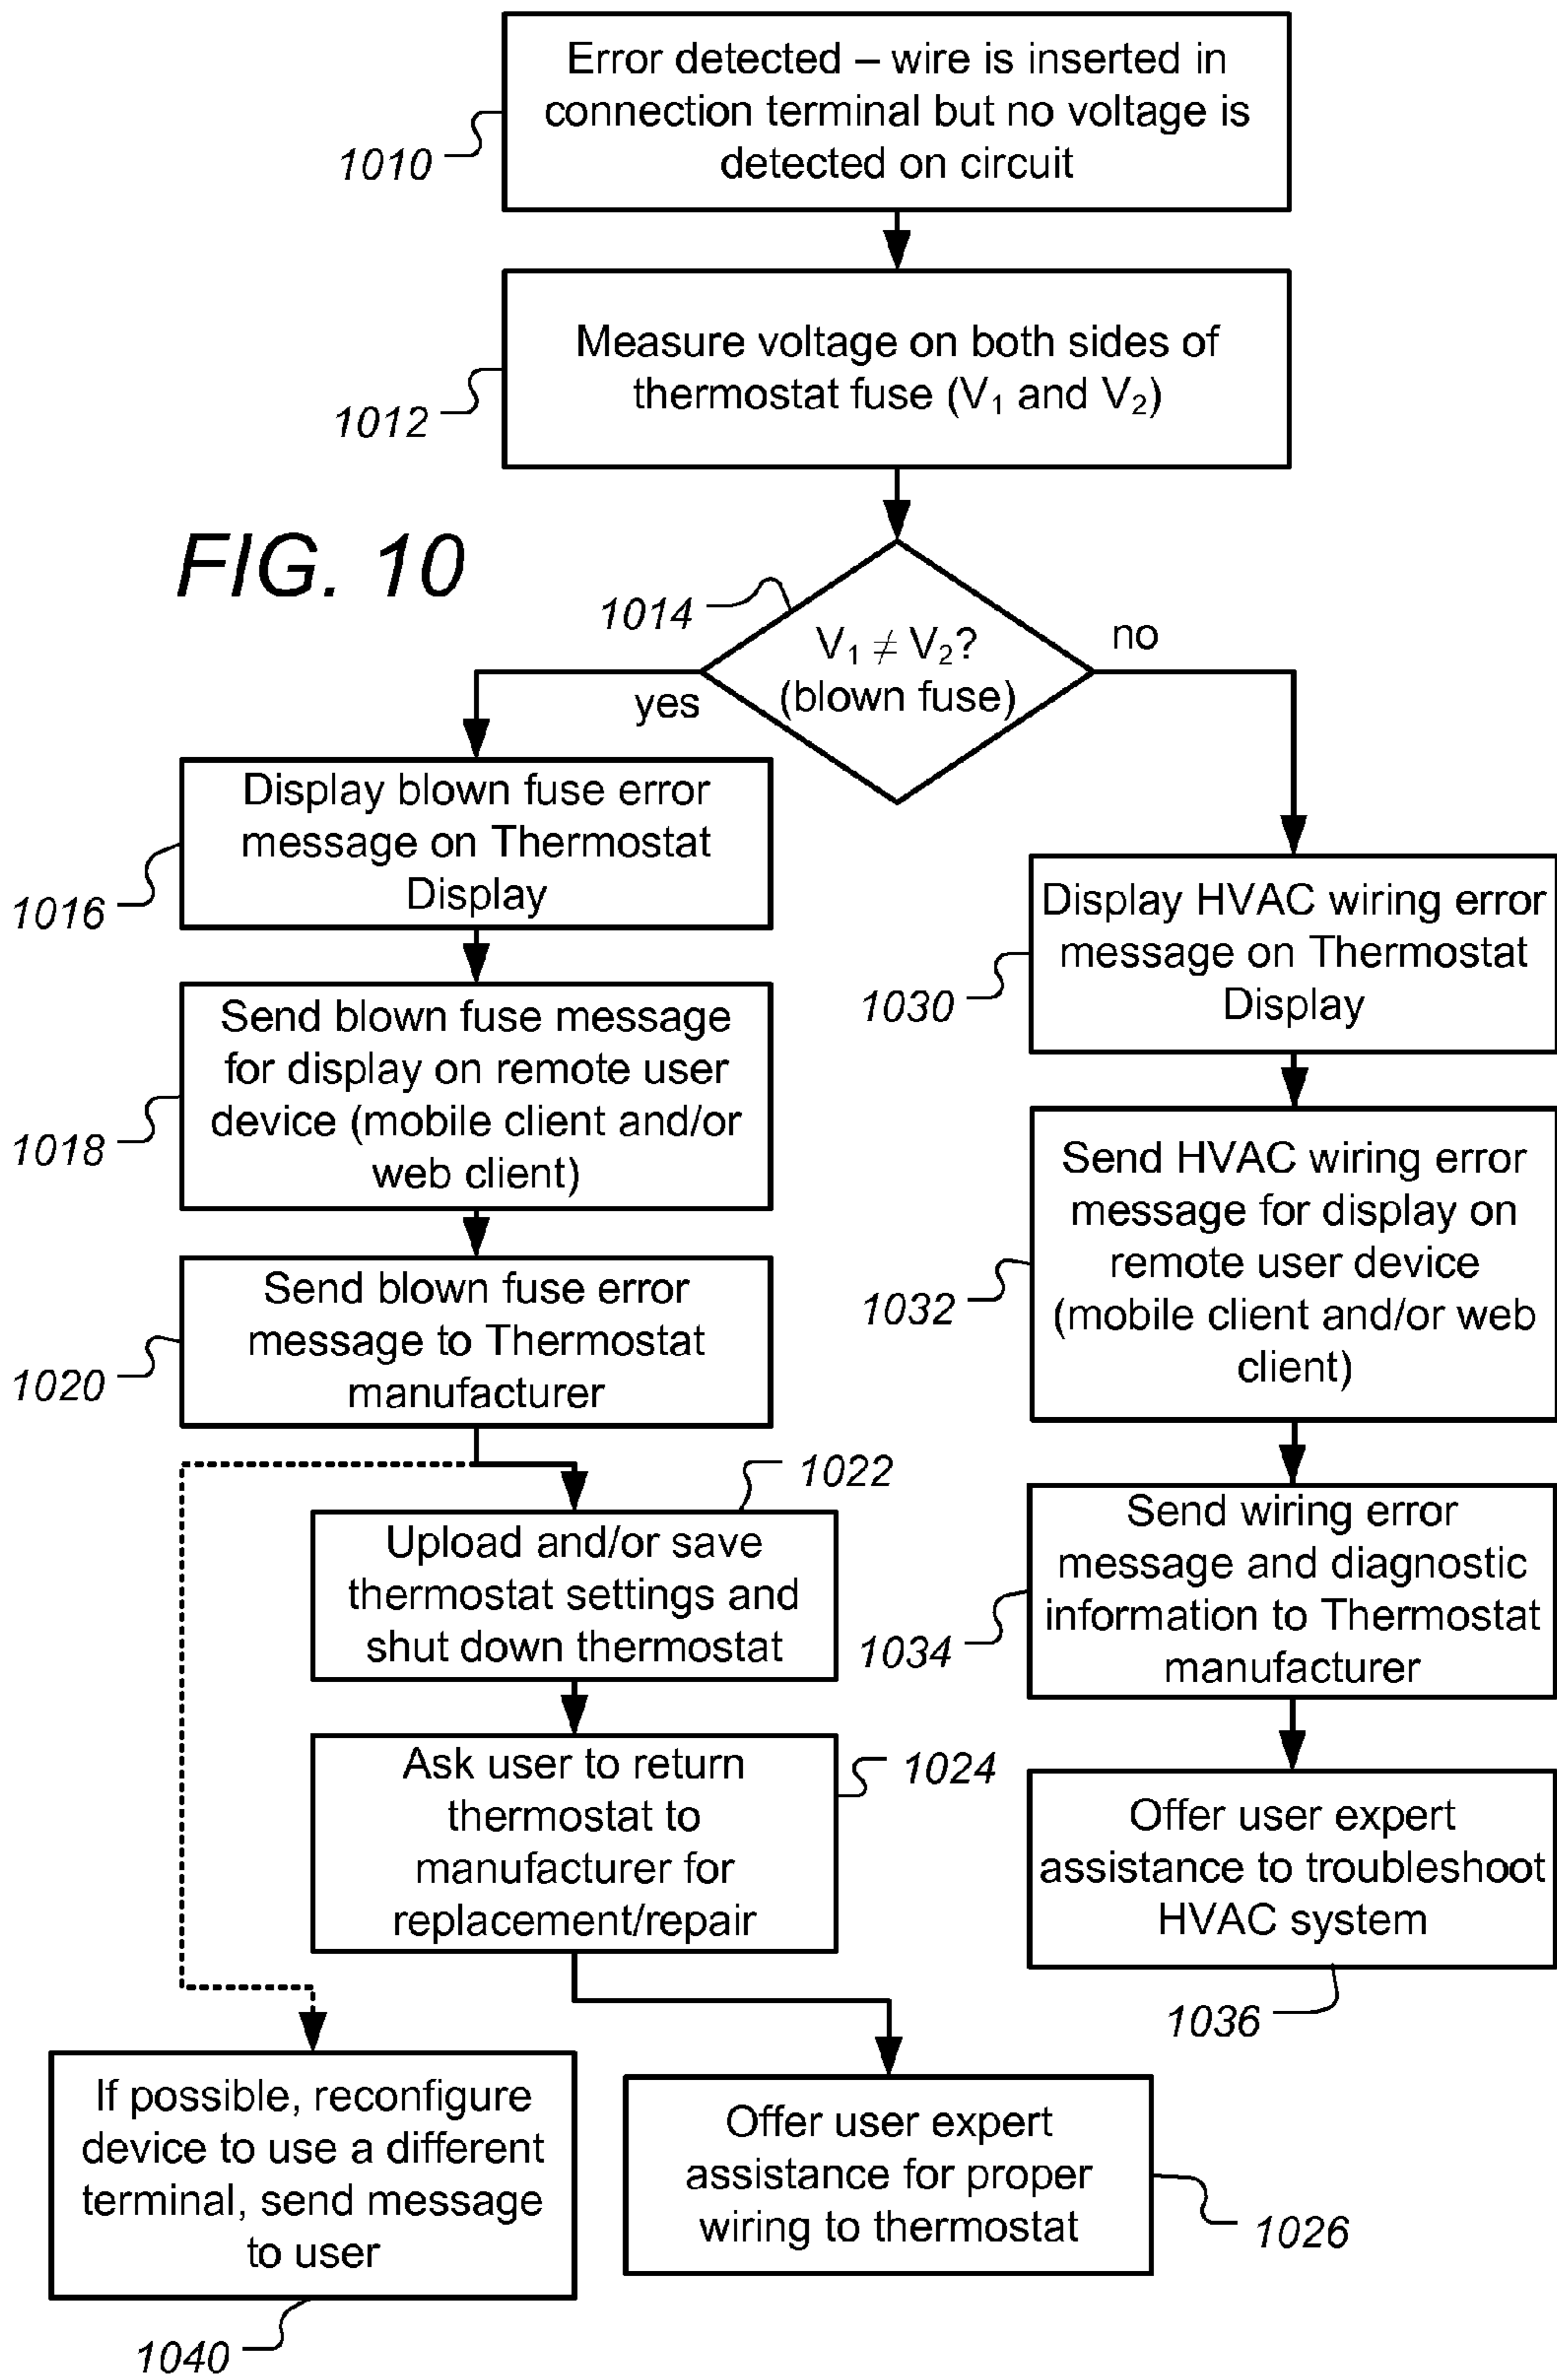 Error detected – wire is inserted in
connection terminal but no voltage is
detected on circuit
1010
Measure voltage on both sides of
thermostat fuse (V₁ and V₂)
1012
FIG. 10
1014
V₁ ≠ V₂?
(blown fuse)
yes
no
Display blown fuse error
message on Thermostat
Display
1016
Send blown fuse message
for display on remote user
device (mobile client and/or
web client)
1018
Send blown fuse error
message to Thermostat
manufacturer
1020
1022
Upload and/or save
thermostat settings and
shut down thermostat
Ask user to return
thermostat to
manufacturer for
replacement/repair
1024
If possible, reconfigure
device to use a different
terminal, send message
to user
1040
Offer user expert
assistance for proper
wiring to thermostat
1026
Display HVAC wiring error
message on Thermostat
Display
1030
Send HVAC wiring error
message for display on
remote user device
(mobile client and/or web
client)
1032
Send wiring error
message and diagnostic
information to Thermostat
manufacturer
1034
Offer user expert
assistance to troubleshoot
HVAC system
1036